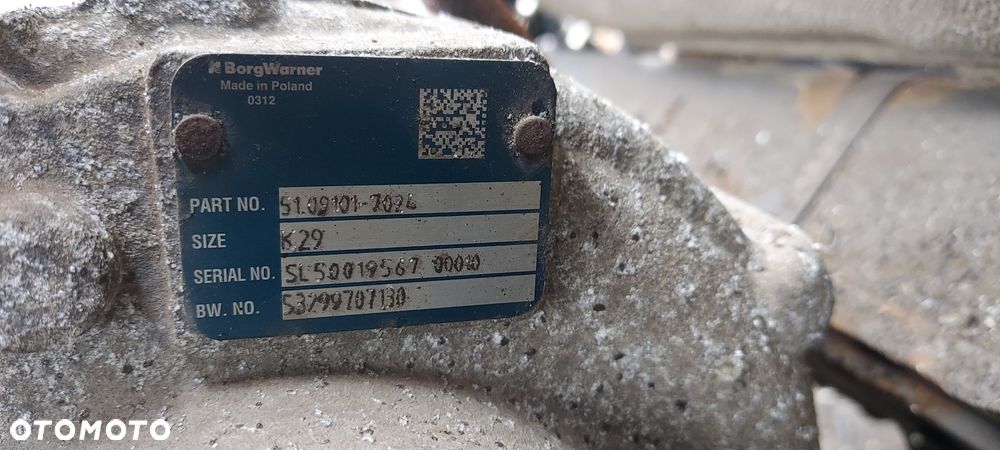 BorgWarner
Made in Poland
0312
PART NO. 51.09101-7024
SIZE K29
SERIAL NO. SL50019567 00010
BW. NO. 53299707130
OTOMOTO